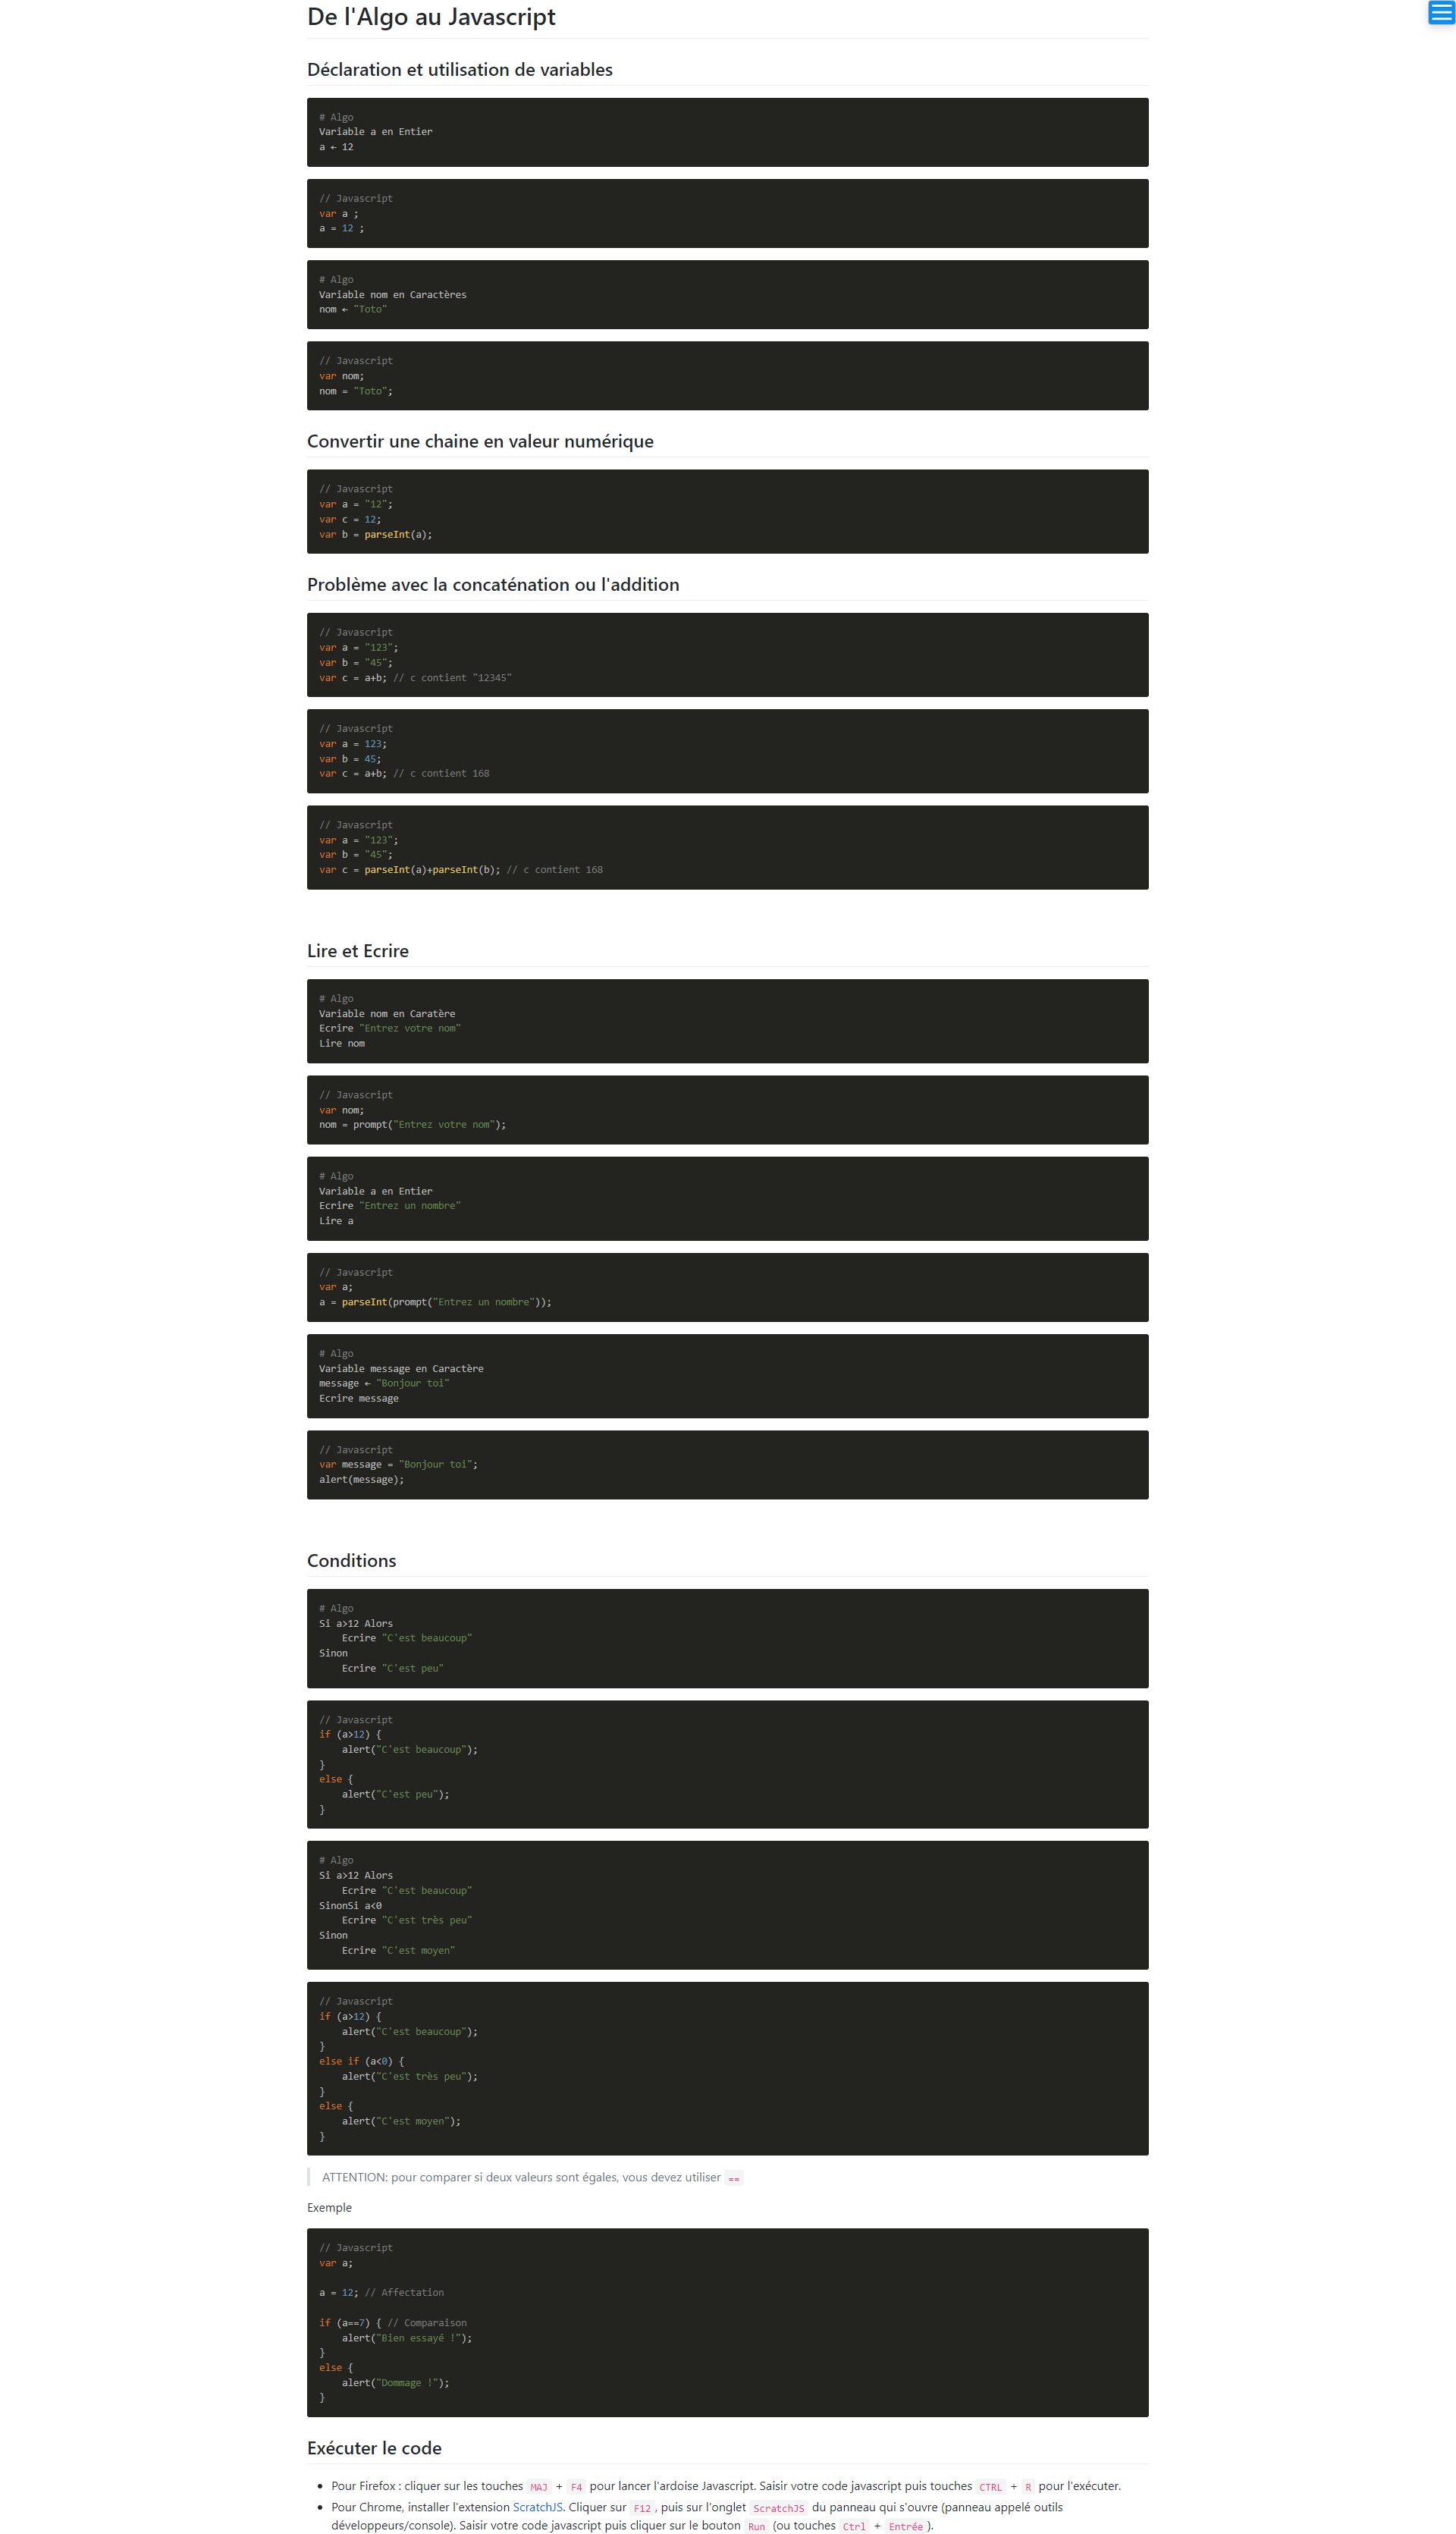 De l'Algo au Javascript
Déclaration et utilisation de variables
# Algo
Variable a en Entier
a ← 12
// Javascript
var a ;
a = 12 ;
# Algo
Variable nom en Caractères
nom ← "Toto"
// Javascript
var nom;
nom = "Toto";
Convertir une chaine en valeur numérique
// Javascript
var a = "12";
var c = 12;
var b = parseInt(a);
Problème avec la concaténation ou l'addition
// Javascript
var a = "123";
var b = "45";
var c = a+b; // c contient "12345"
// Javascript
var a = 123;
var b = 45;
var c = a+b; // c contient 168
// Javascript
var a = "123";
var b = "45";
var c = parseInt(a)+parseInt(b); // c contient 168
Lire et Ecrire
# Algo
Variable nom en Caratère
Ecrire "Entrez votre nom"
Lire nom
// Javascript
var nom;
nom = prompt("Entrez votre nom");
# Algo
Variable a en Entier
Ecrire "Entrez un nombre"
Lire a
// Javascript
var a;
a = parseInt(prompt("Entrez un nombre"));
# Algo
Variable message en Caractère
message ← "Bonjour toi"
Ecrire message
// Javascript
var message = "Bonjour toi";
alert(message);
Conditions
# Algo
Si a>12 Alors
    Ecrire "C'est beaucoup"
Sinon
    Ecrire "C'est peu"
// Javascript
if (a>12) {
    alert("C'est beaucoup");
}
else {
    alert("C'est peu");
}
# Algo
Si a>12 Alors
    Ecrire "C'est beaucoup"
SinonSi a<0
    Ecrire "C'est très peu"
Sinon
    Ecrire "C'est moyen"
// Javascript
if (a>12) {
    alert("C'est beaucoup");
}
else if (a<0) {
    alert("C'est très peu");
}
else {
    alert("C'est moyen");
}
ATTENTION: pour comparer si deux valeurs sont égales, vous devez utiliser ==
Exemple
// Javascript
var a;
a = 12; // Affectation
if (a==7) { // Comparaison
    alert("Bien essayé !");
}
else {
    alert("Dommage !");
}
Exécuter le code
• Pour Firefox : cliquer sur les touches MAJ + F4 pour lancer l'ardoise Javascript. Saisir votre code javascript puis touches CTRL + R pour l'exécuter.
• Pour Chrome, installer l'extension ScratchJS. Cliquer sur F12, puis sur l'onglet ScratchJS du panneau qui s'ouvre (panneau appelé outils
développeurs/console). Saisir votre code javascript puis cliquer sur le bouton Run (ou touches Ctrl + Entrée).